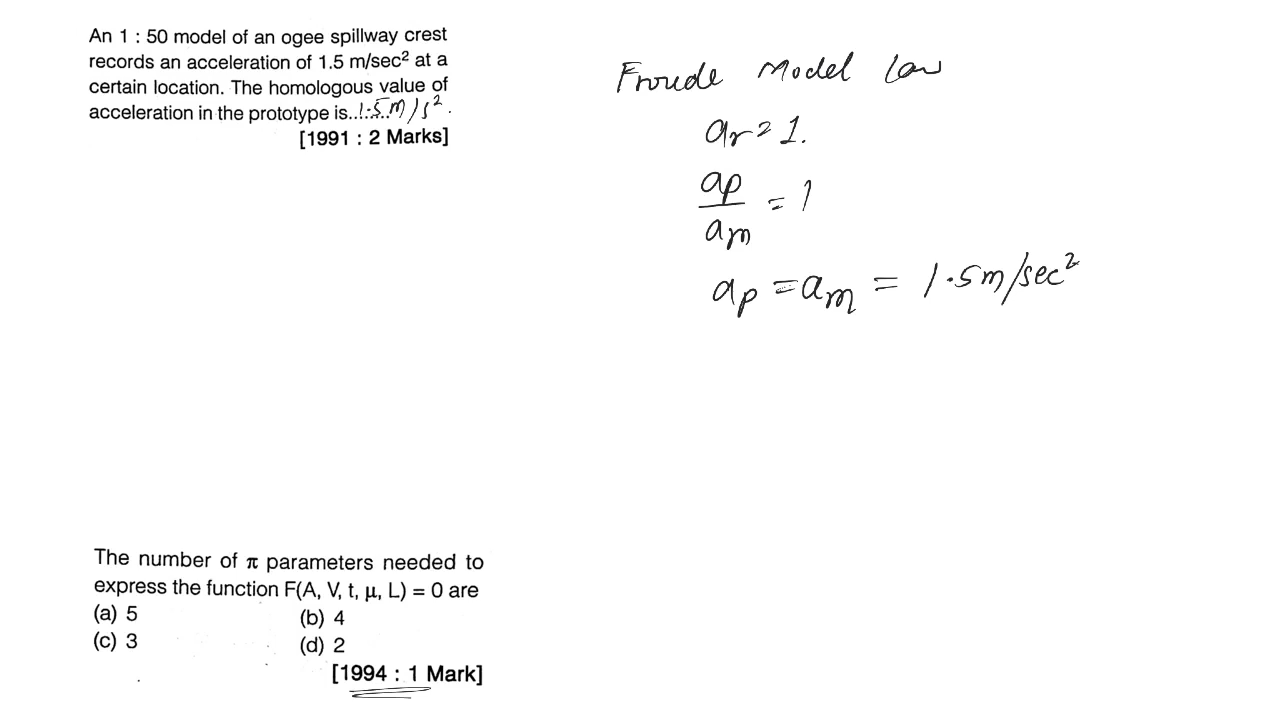 An 1 : 50 model of an ogee spillway crest
records an acceleration of 1.5 m/sec² at a
certain location. The homologous value of
acceleration in the prototype is..1.5 m/s².
[1991 : 2 Marks]
Froude Model Law
ar = 1.
ap/am = 1
ap = am = 1.5 m/sec²
The number of π parameters needed to
express the function F(A, V, t, μ, L) = 0 are
(a) 5 (b) 4
(c) 3 (d) 2
[1994 : 1 Mark]